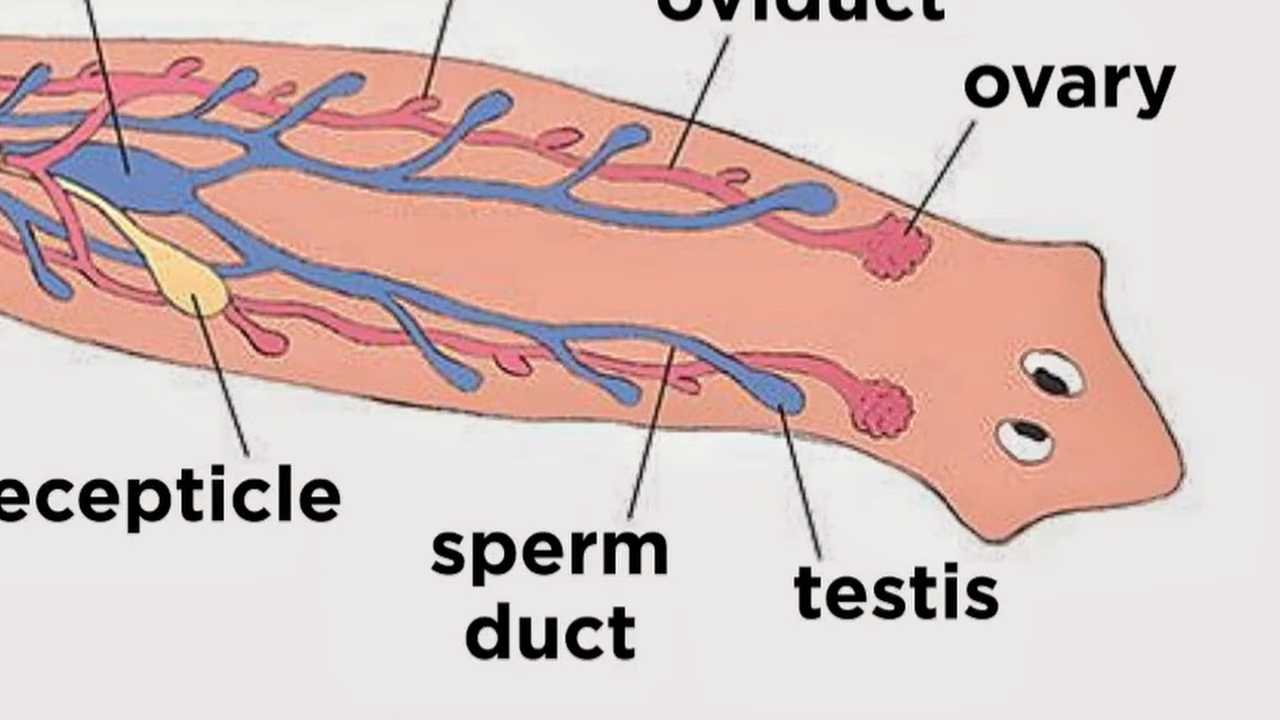 oviduct
ovary
ecepticle
sperm
duct
testis